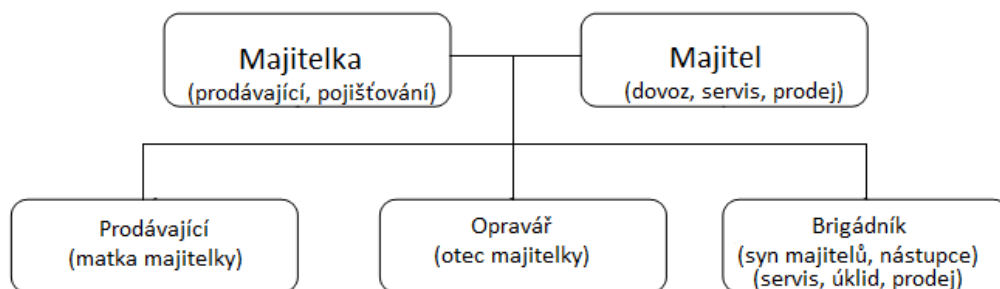 Majitelka
(prodávající, pojišťování)
Majitel
(dovoz, servis, prodej)
Prodávající
(matka majitelky)
Opravář
(otec majitelky)
Brigádník
(syn majitelů, nástupce)
(servis, úklid, prodej)